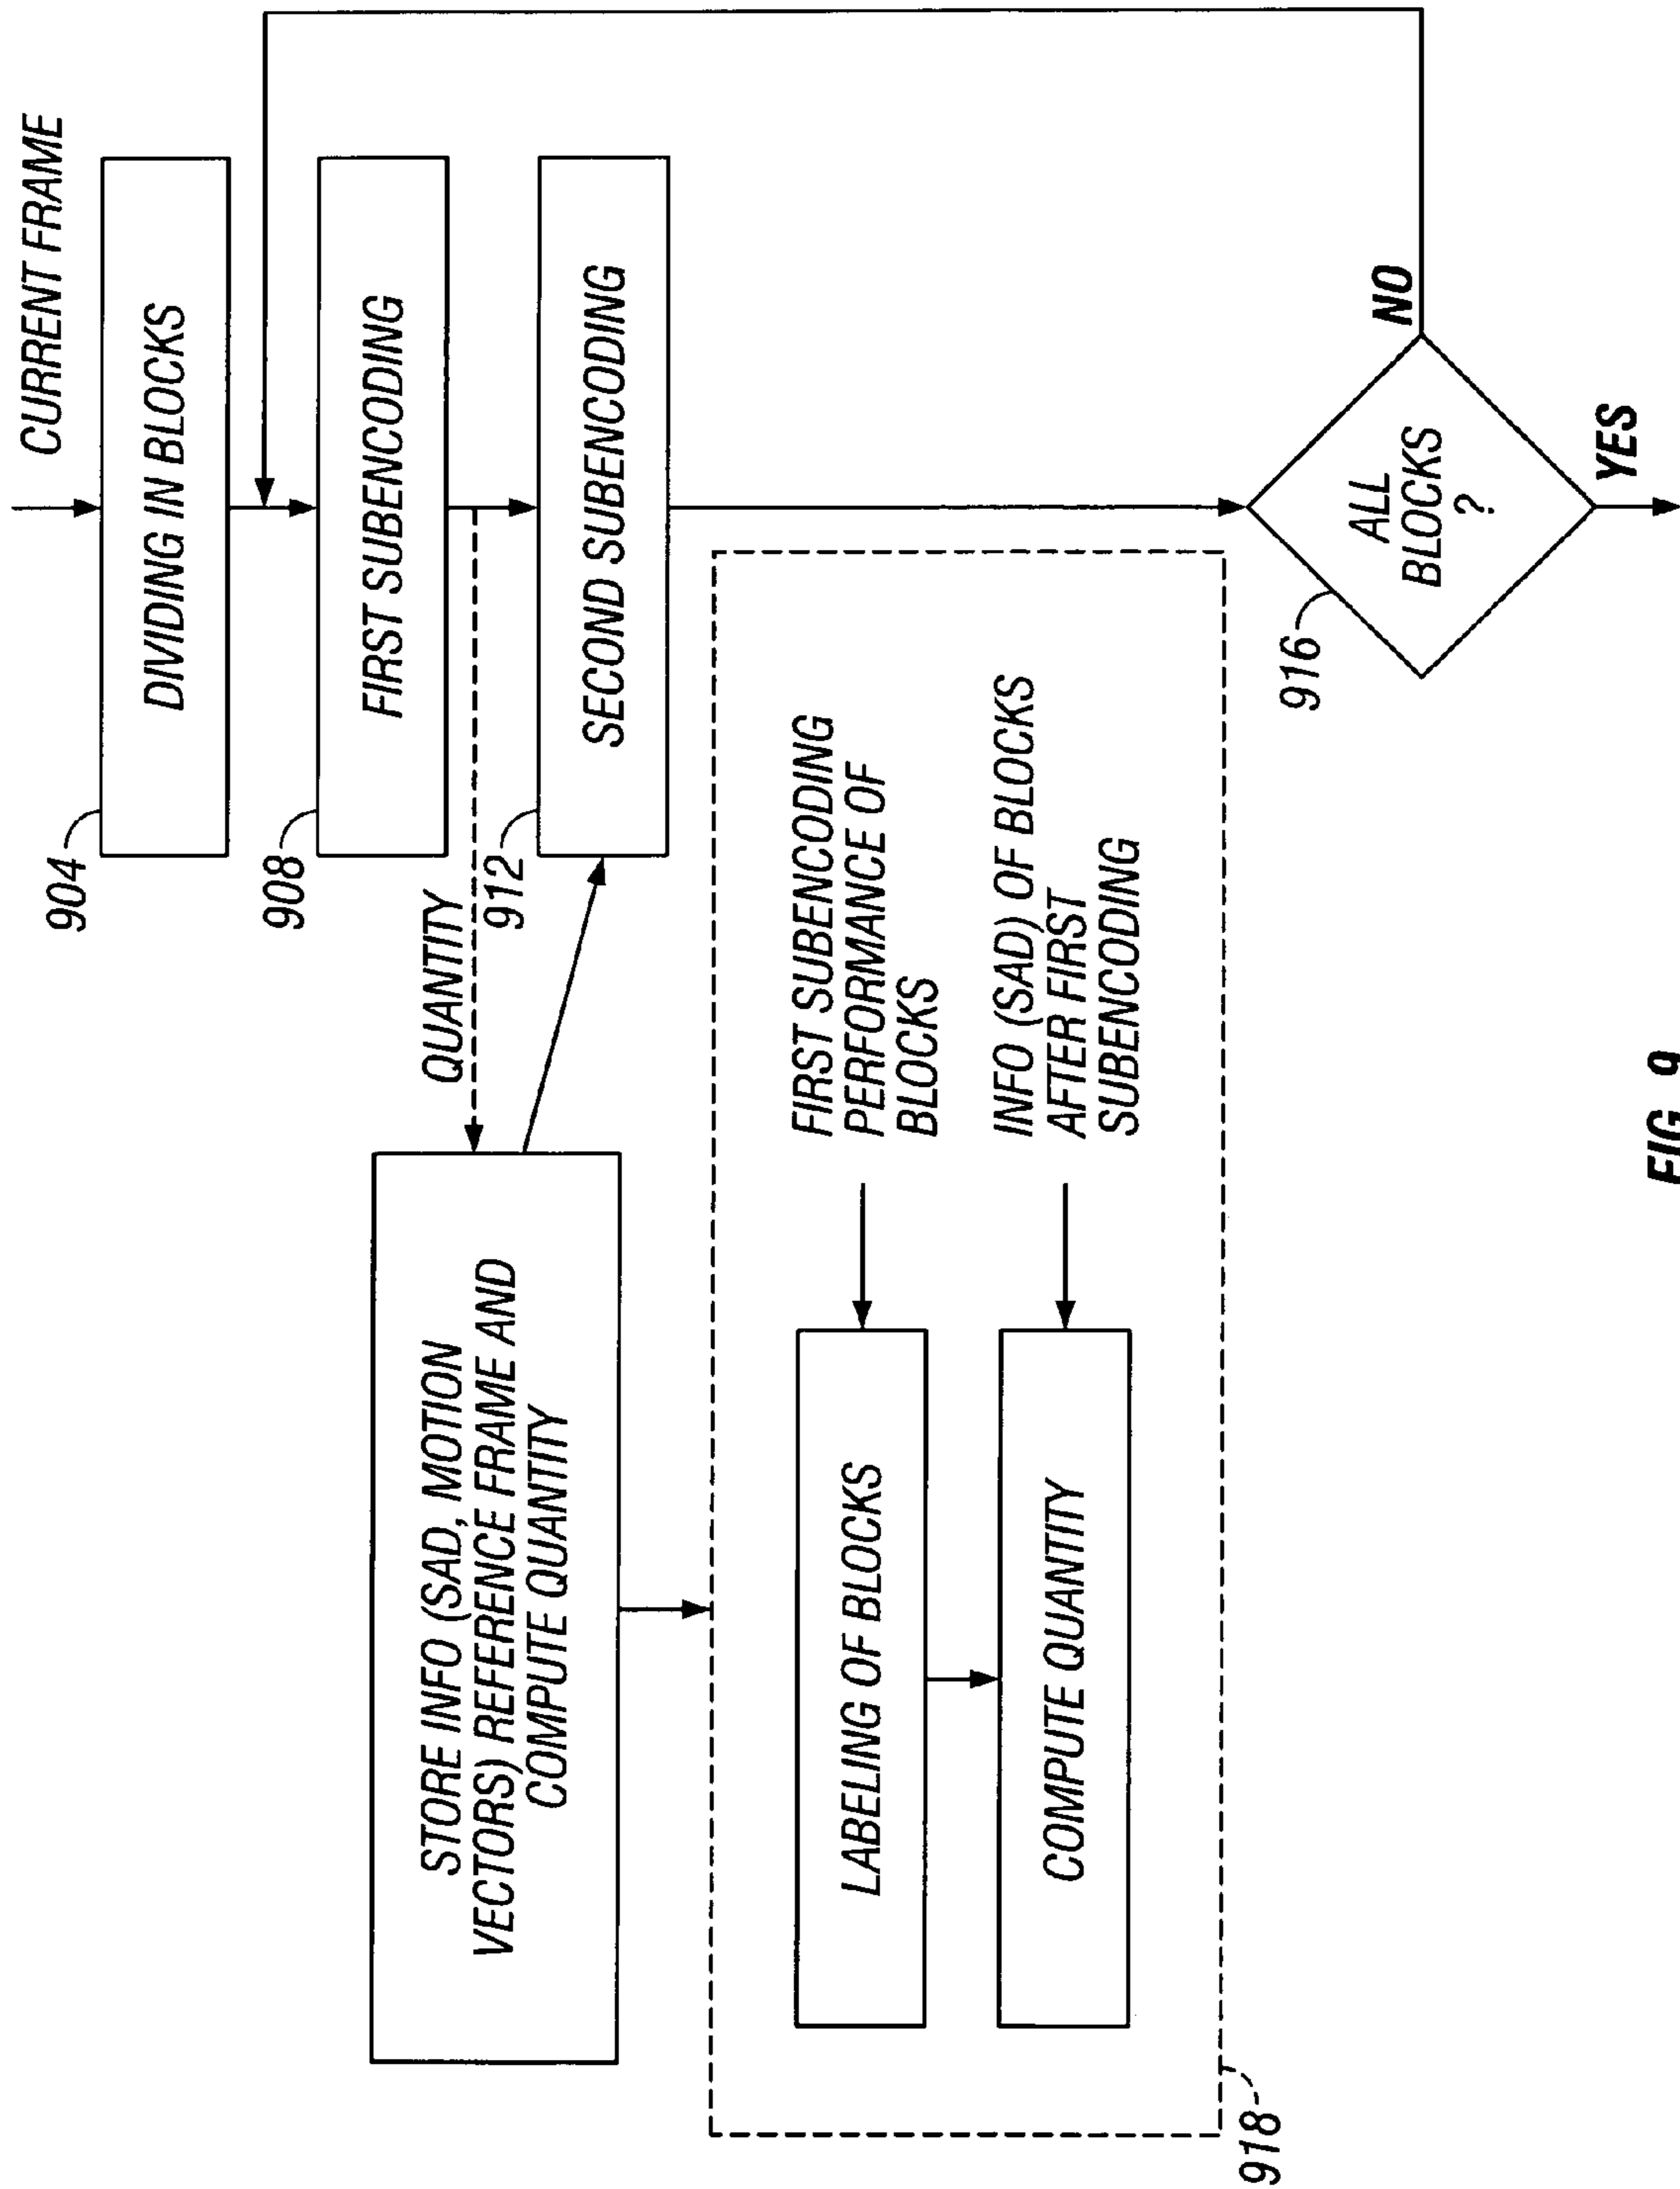 CURRENT FRAME
904
DIVIDING IN BLOCKS
908
FIRST SUBENCODING
QUANTITY
912
SECOND SUBENCODING
STORE INFO (SAD, MOTION
VECTORS) REFERENCE FRAME AND
COMPUTE QUANTITY
FIRST SUBENCODING
PERFORMANCE OF
BLOCKS
LABELING OF BLOCKS
INFO (SAD) OF BLOCKS
AFTER FIRST
SUBENCODING
COMPUTE QUANTITY
918
916
ALL
BLOCKS
?
NO
YES
FIG. 9